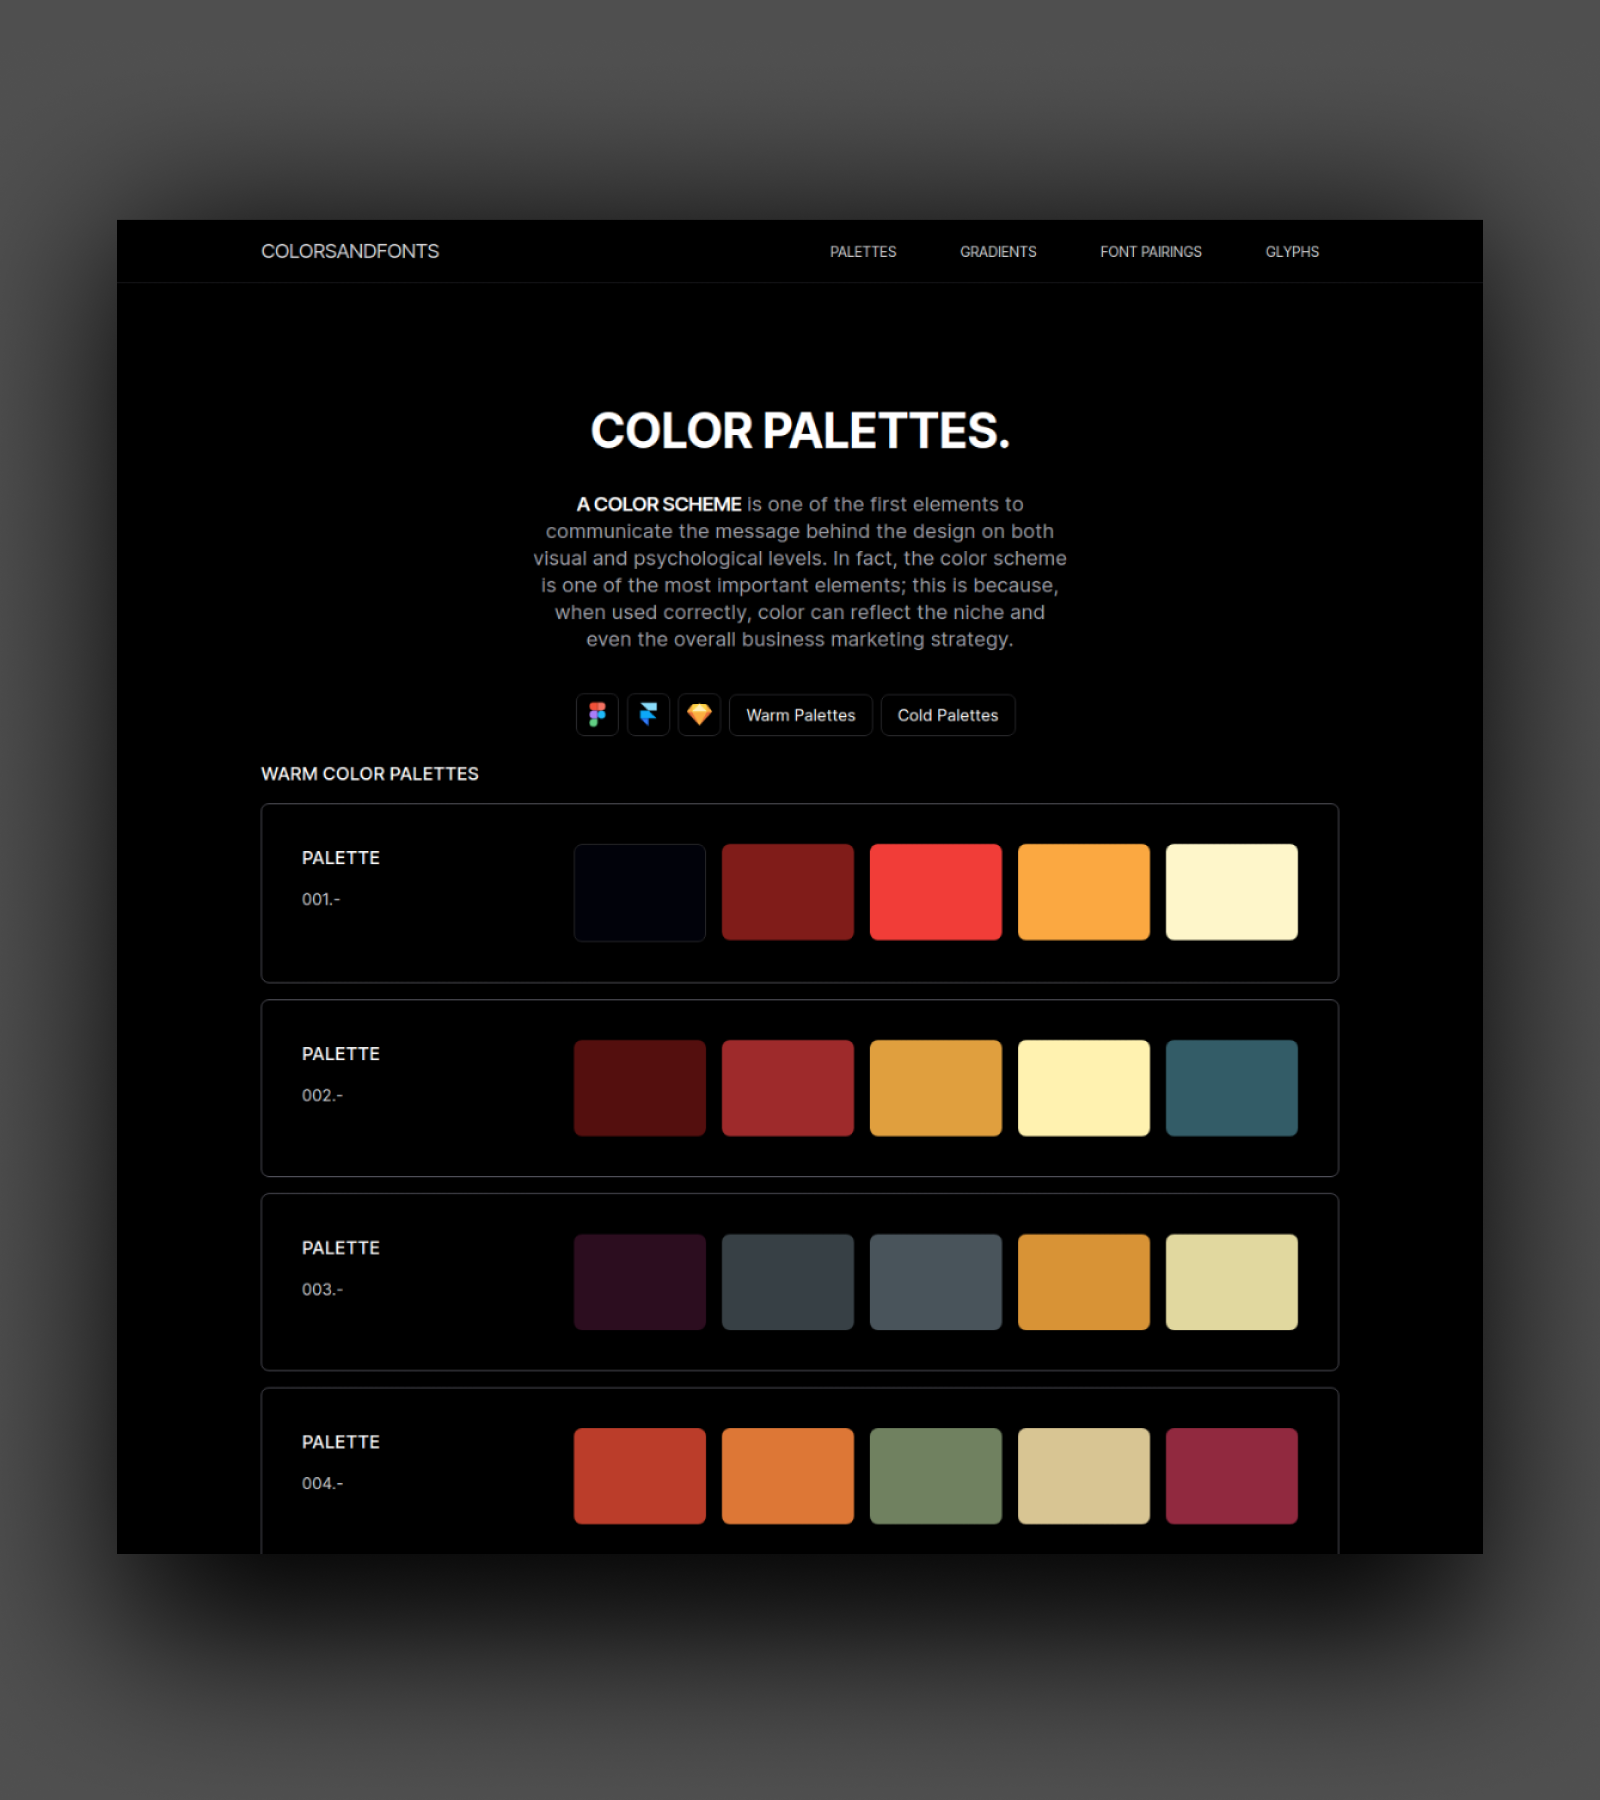 COLORSANDFONTS
PALETTES GRADIENTS FONT PAIRINGS GLYPHS
COLOR PALETTES.
A COLOR SCHEME is one of the first elements to
communicate the message behind the design on both
visual and psychological levels. In fact, the color scheme
is one of the most important elements; this is because,
when used correctly, color can reflect the niche and
even the overall business marketing strategy.
Warm Palettes Cold Palettes
WARM COLOR PALETTES
PALETTE
001.-
PALETTE
002.-
PALETTE
003.-
PALETTE
004.-